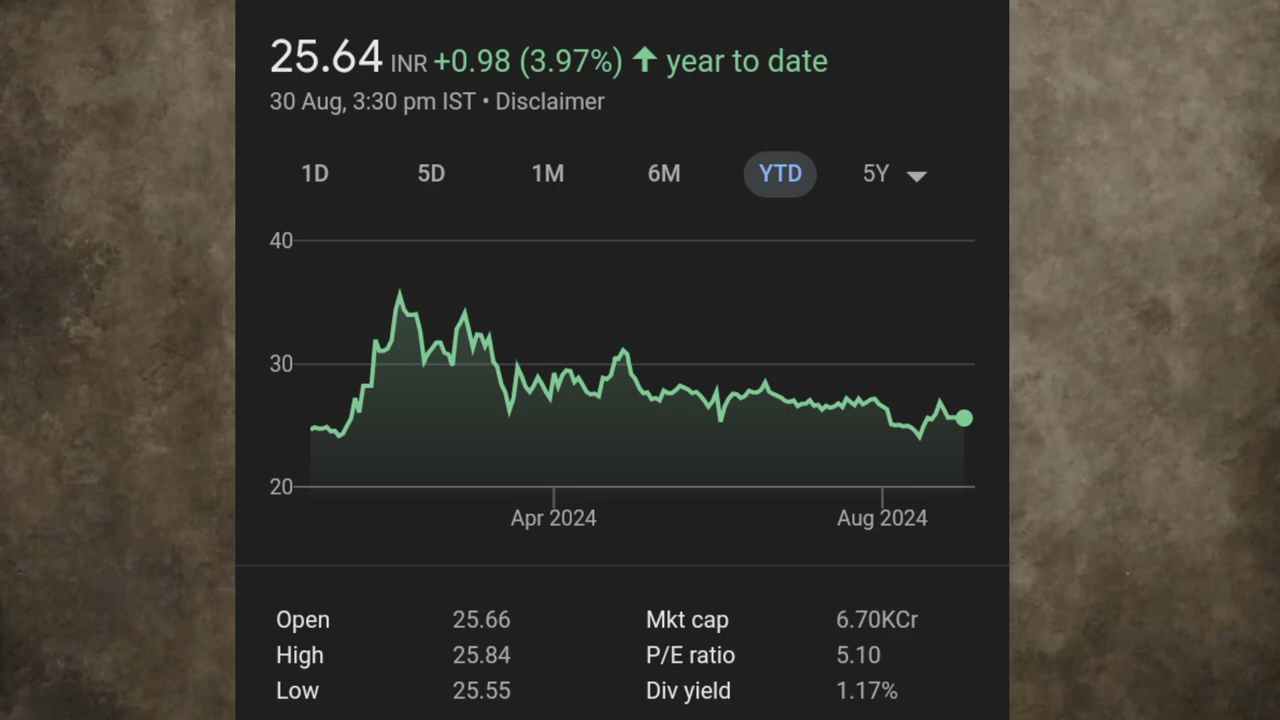 25.64 INR +0.98 (3.97%) ↑ year to date
30 Aug, 3:30 pm IST • Disclaimer
1D 5D 1M 6M YTD 5Y
40
30
20
Apr 2024 Aug 2024
Open 25.66 Mkt cap 6.70KCr
High 25.84 P/E ratio 5.10
Low 25.55 Div yield 1.17%